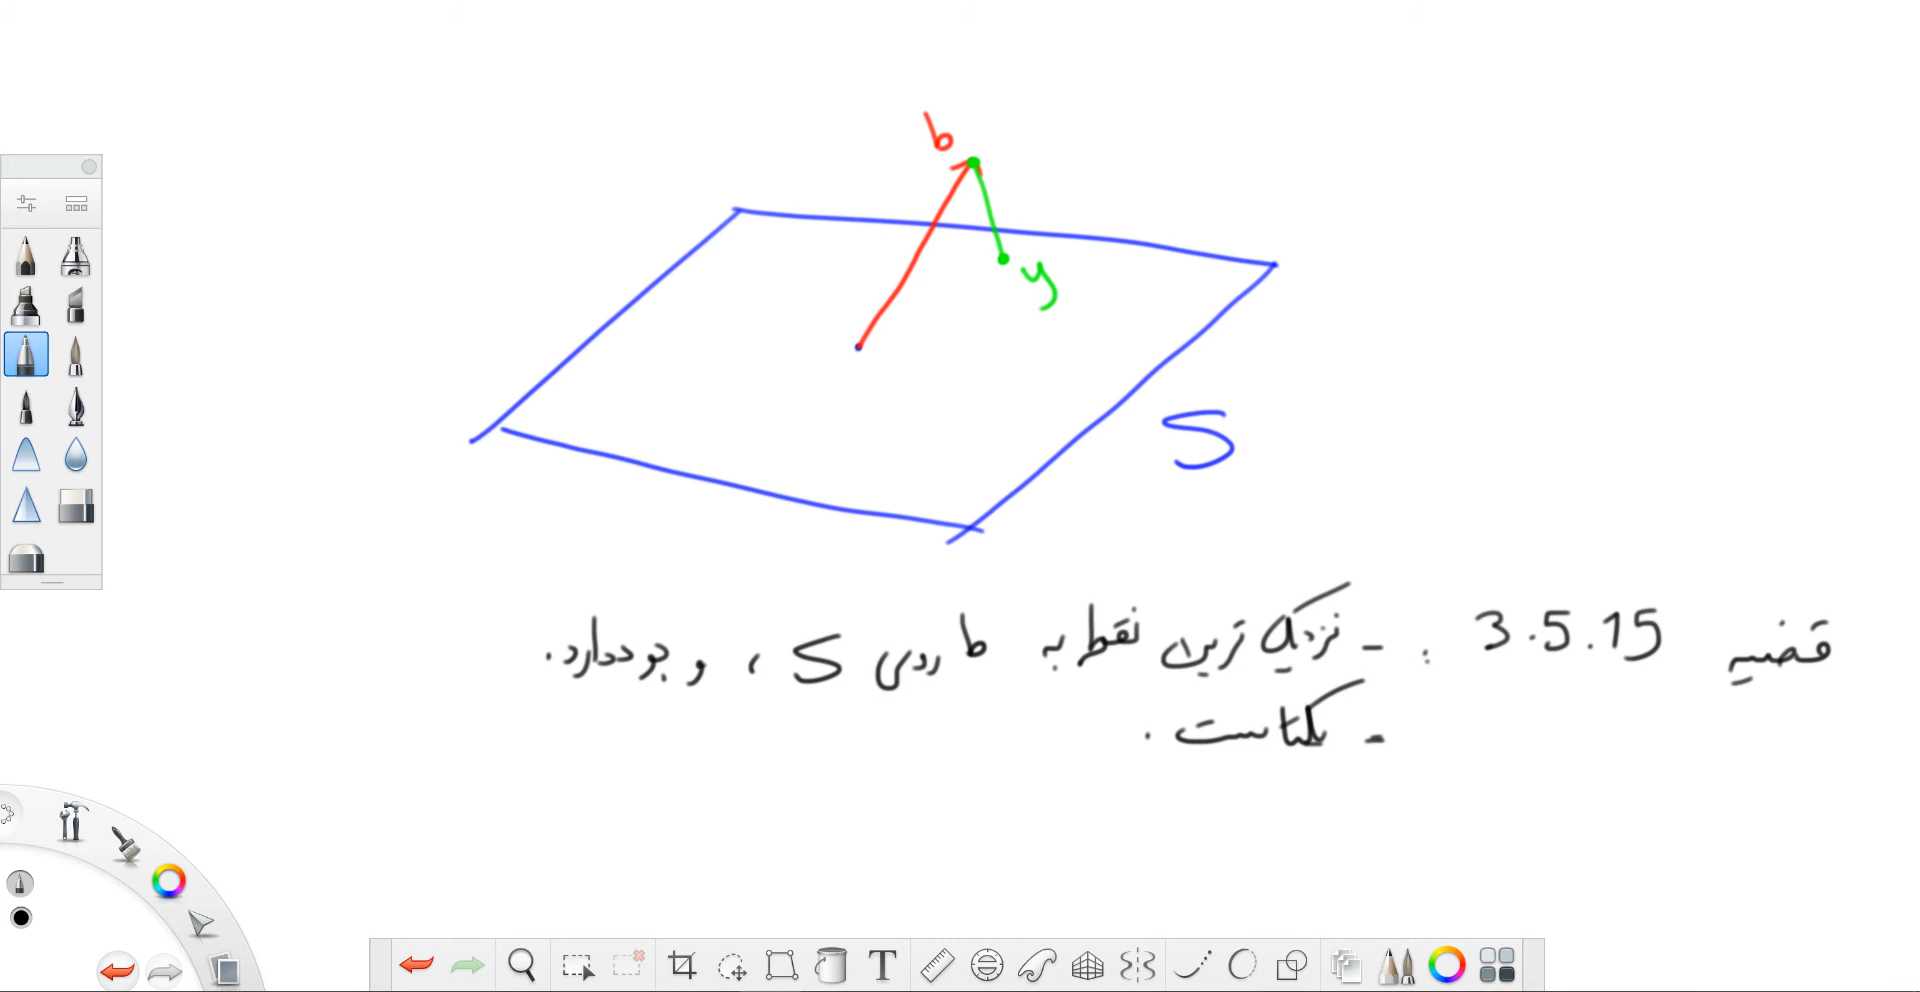 b
y
S
قضیه 3.5.15 : - نزدیک ترین نقطه به b روی S ، وجود دارد.
- یکتاست .
T